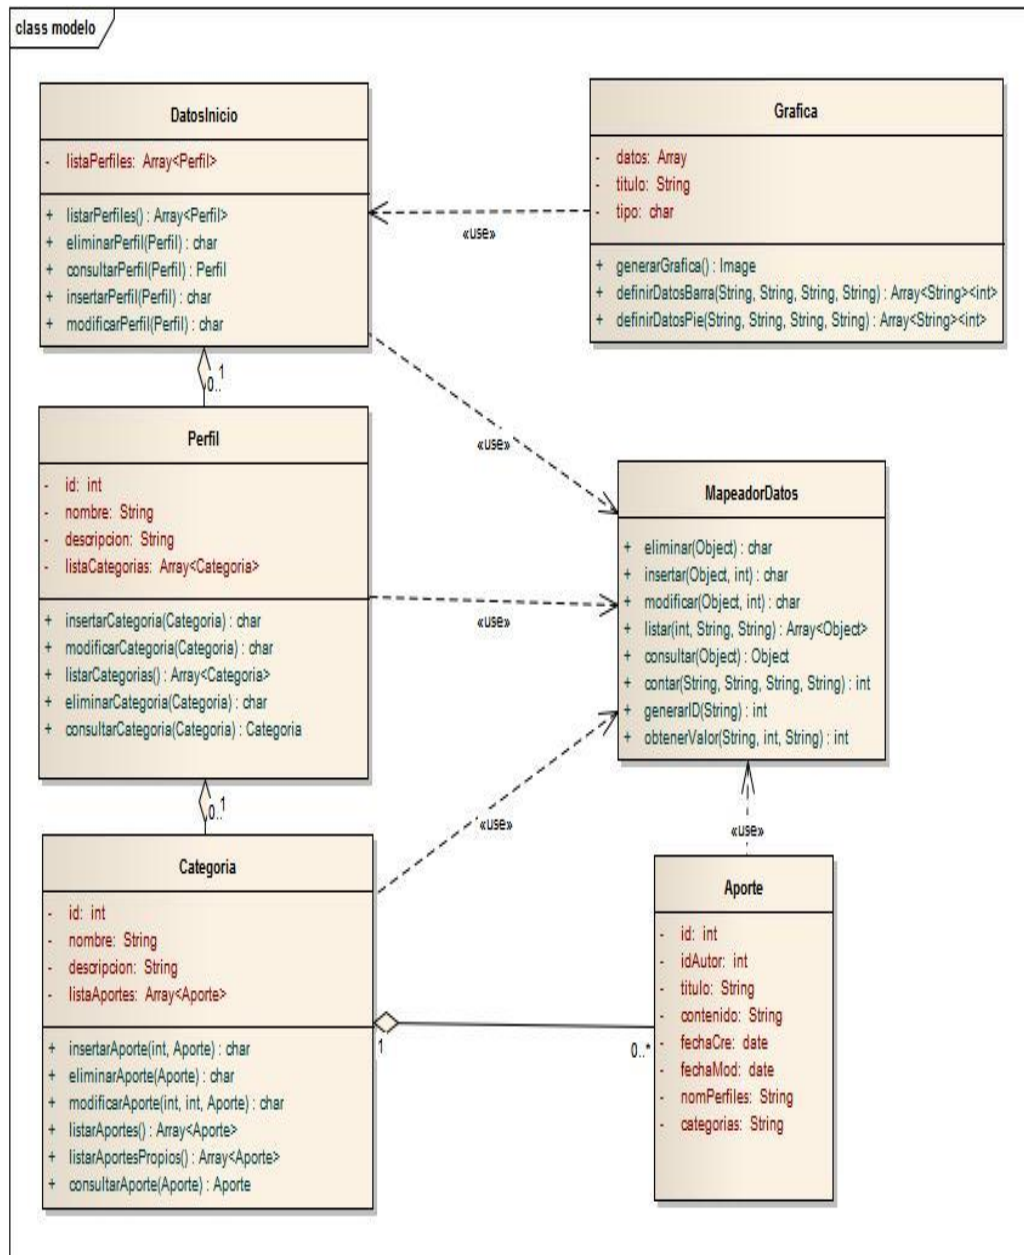 class modelo
DatosInicio
- listaPerfiles: Array<Perfil>
+ listarPerfiles() : Array<Perfil>
+ eliminarPerfil(Perfil) : char
+ consultarPerfil(Perfil) : Perfil
+ insertarPerfil(Perfil) : char
+ modificarPerfil(Perfil) : char
Grafica
- datos: Array
- titulo: String
- tipo: char
+ generarGrafica() : Image
+ definirDatosBarra(String, String, String, String) : Array<String><int>
+ definirDatosPie(String, String, String, String) : Array<String><int>
«use»
0..1
«use»
Perfil
- id: int
- nombre: String
- descripcion: String
- listaCategorias: Array<Categoria>
+ insertarCategoria(Categoria) : char
+ modificarCategoria(Categoria) : char
+ listarCategorias() : Array<Categoria>
+ eliminarCategoria(Categoria) : char
+ consultarCategoria(Categoria) : Categoria
«use»
MapeadorDatos
+ eliminar(Object) : char
+ insertar(Object, int) : char
+ modificar(Object, int) : char
+ listar(int, String, String) : Array<Object>
+ consultar(Object) : Object
+ contar(String, String, String, String) : int
+ generarID(String) : int
+ obtenerValor(String, int, String) : int
0..1
«use»
«use»
Categoria
- id: int
- nombre: String
- descripcion: String
- listaAportes: Array<Aporte>
+ insertarAporte(int, Aporte) : char
+ eliminarAporte(Aporte) : char
+ modificarAporte(int, int, Aporte) : char
+ listarAportes() : Array<Aporte>
+ listarAportesPropios() : Array<Aporte>
+ consultarAporte(Aporte) : Aporte
1
0..*
Aporte
- id: int
- idAutor: int
- titulo: String
- contenido: String
- fechaCre: date
- fechaMod: date
- nomPerfiles: String
- categorias: String